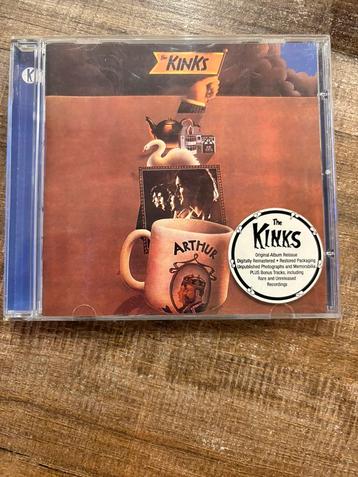 K
The
KINKS
ARTHUR
The
KINKS
Original Album Reissue
Digitally Remastered • Restored Packaging
Unpublished Photographs and Memorabilia
PLUS Bonus Tracks, including
Rare and Unreleased
Recordings